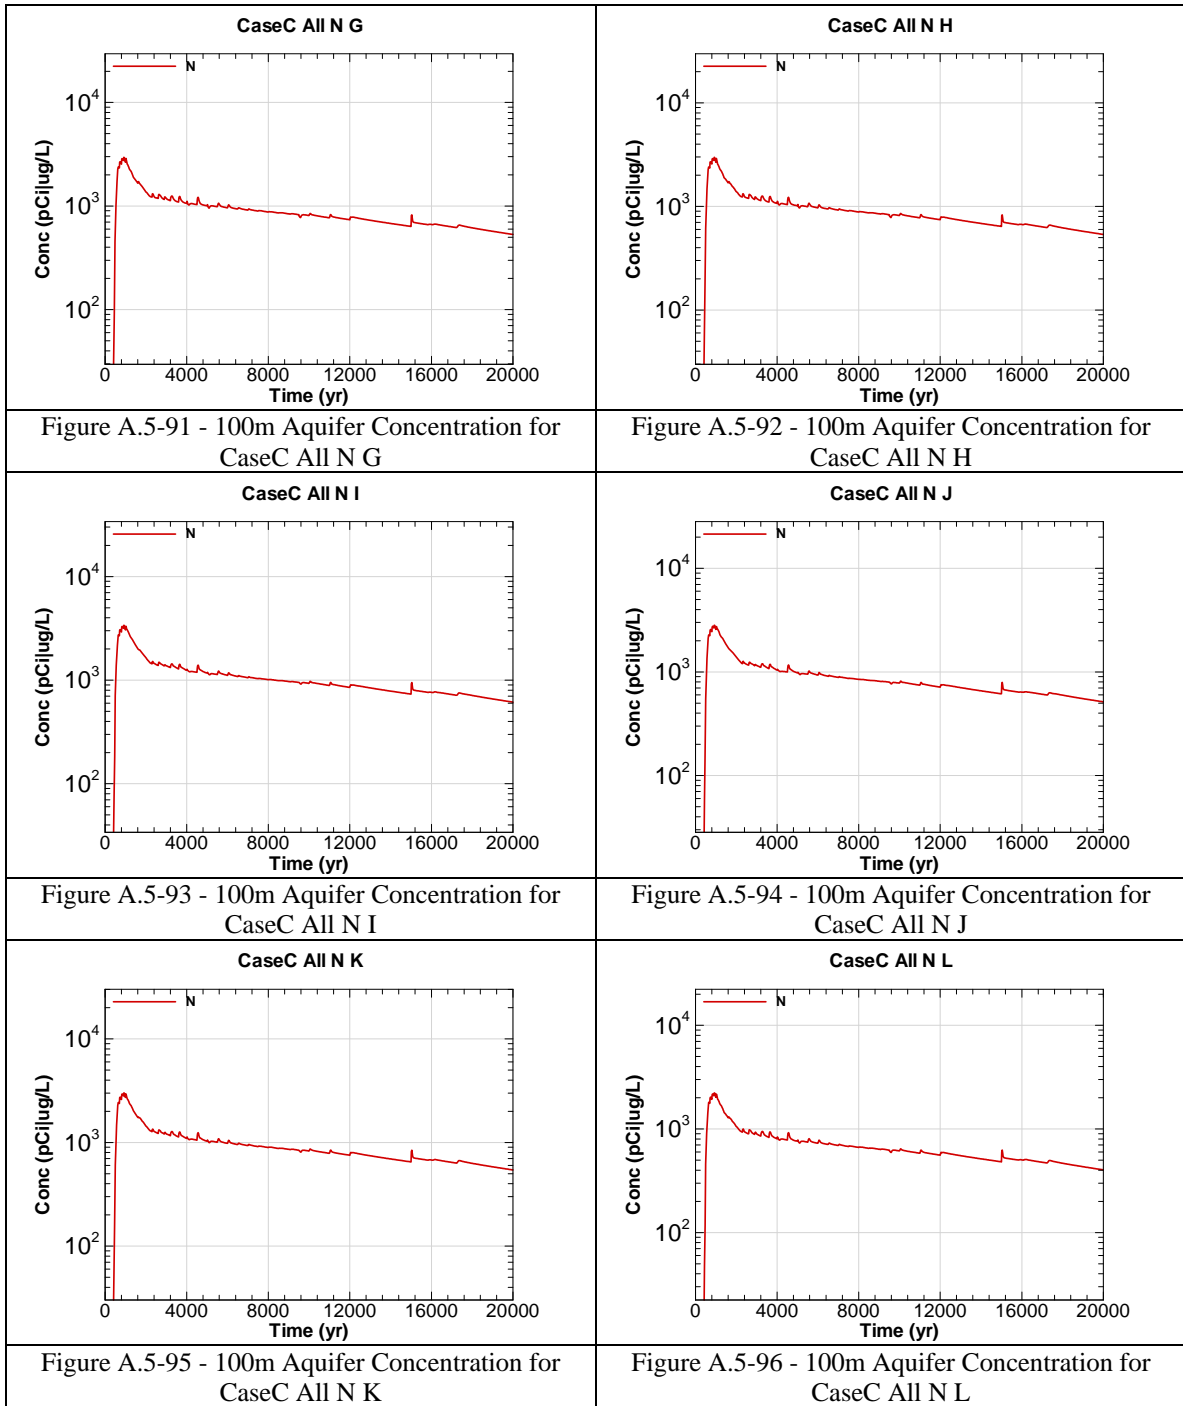 CaseC All N G
N
10^4
10^3
10^2
Conc (pCi|ug/L)
0 4000 8000 12000 16000 20000
Time (yr)
Figure A.5-91 - 100m Aquifer Concentration for
CaseC All N G
CaseC All N H
N
10^4
10^3
10^2
Conc (pCi|ug/L)
0 4000 8000 12000 16000 20000
Time (yr)
Figure A.5-92 - 100m Aquifer Concentration for
CaseC All N H
CaseC All N I
N
10^4
10^3
10^2
Conc (pCi|ug/L)
0 4000 8000 12000 16000 20000
Time (yr)
Figure A.5-93 - 100m Aquifer Concentration for
CaseC All N I
CaseC All N J
N
10^4
10^3
10^2
Conc (pCi|ug/L)
0 4000 8000 12000 16000 20000
Time (yr)
Figure A.5-94 - 100m Aquifer Concentration for
CaseC All N J
CaseC All N K
N
10^4
10^3
10^2
Conc (pCi|ug/L)
0 4000 8000 12000 16000 20000
Time (yr)
Figure A.5-95 - 100m Aquifer Concentration for
CaseC All N K
CaseC All N L
N
10^4
10^3
10^2
Conc (pCi|ug/L)
0 4000 8000 12000 16000 20000
Time (yr)
Figure A.5-96 - 100m Aquifer Concentration for
CaseC All N L